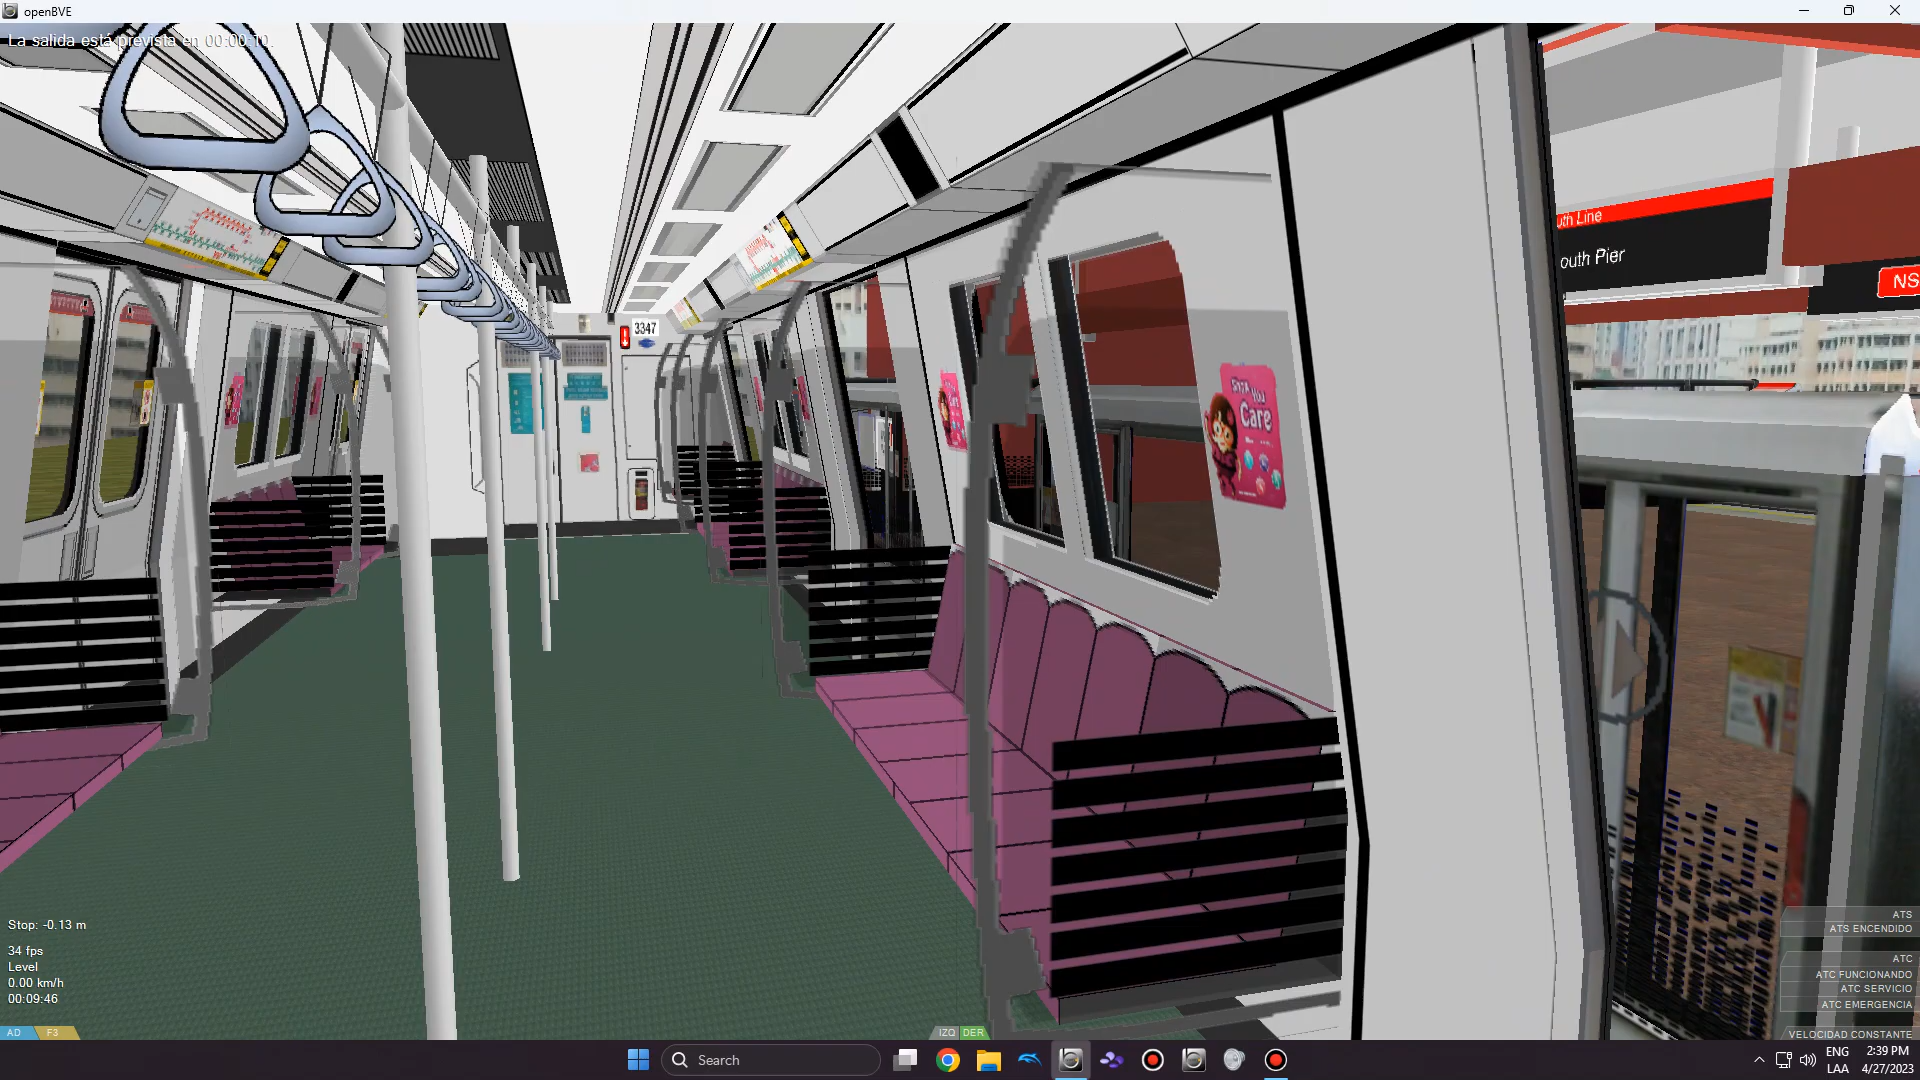 openBVE
La salida está prevista en 00:00:10.
uth Line
outh Pier
NS
3347
Care
Stop: -0.13 m
34 fps
Level
0.00 km/h
00:09:46
AD
F3
IZQ
DER
ATS
ATS ENCENDIDO
ATC
ATC FUNCIONANDO
ATC SERVICIO
ATC EMERGENCIA
VELOCIDAD CONSTANTE
Search
ENG
LAA
2:39 PM
4/27/2023